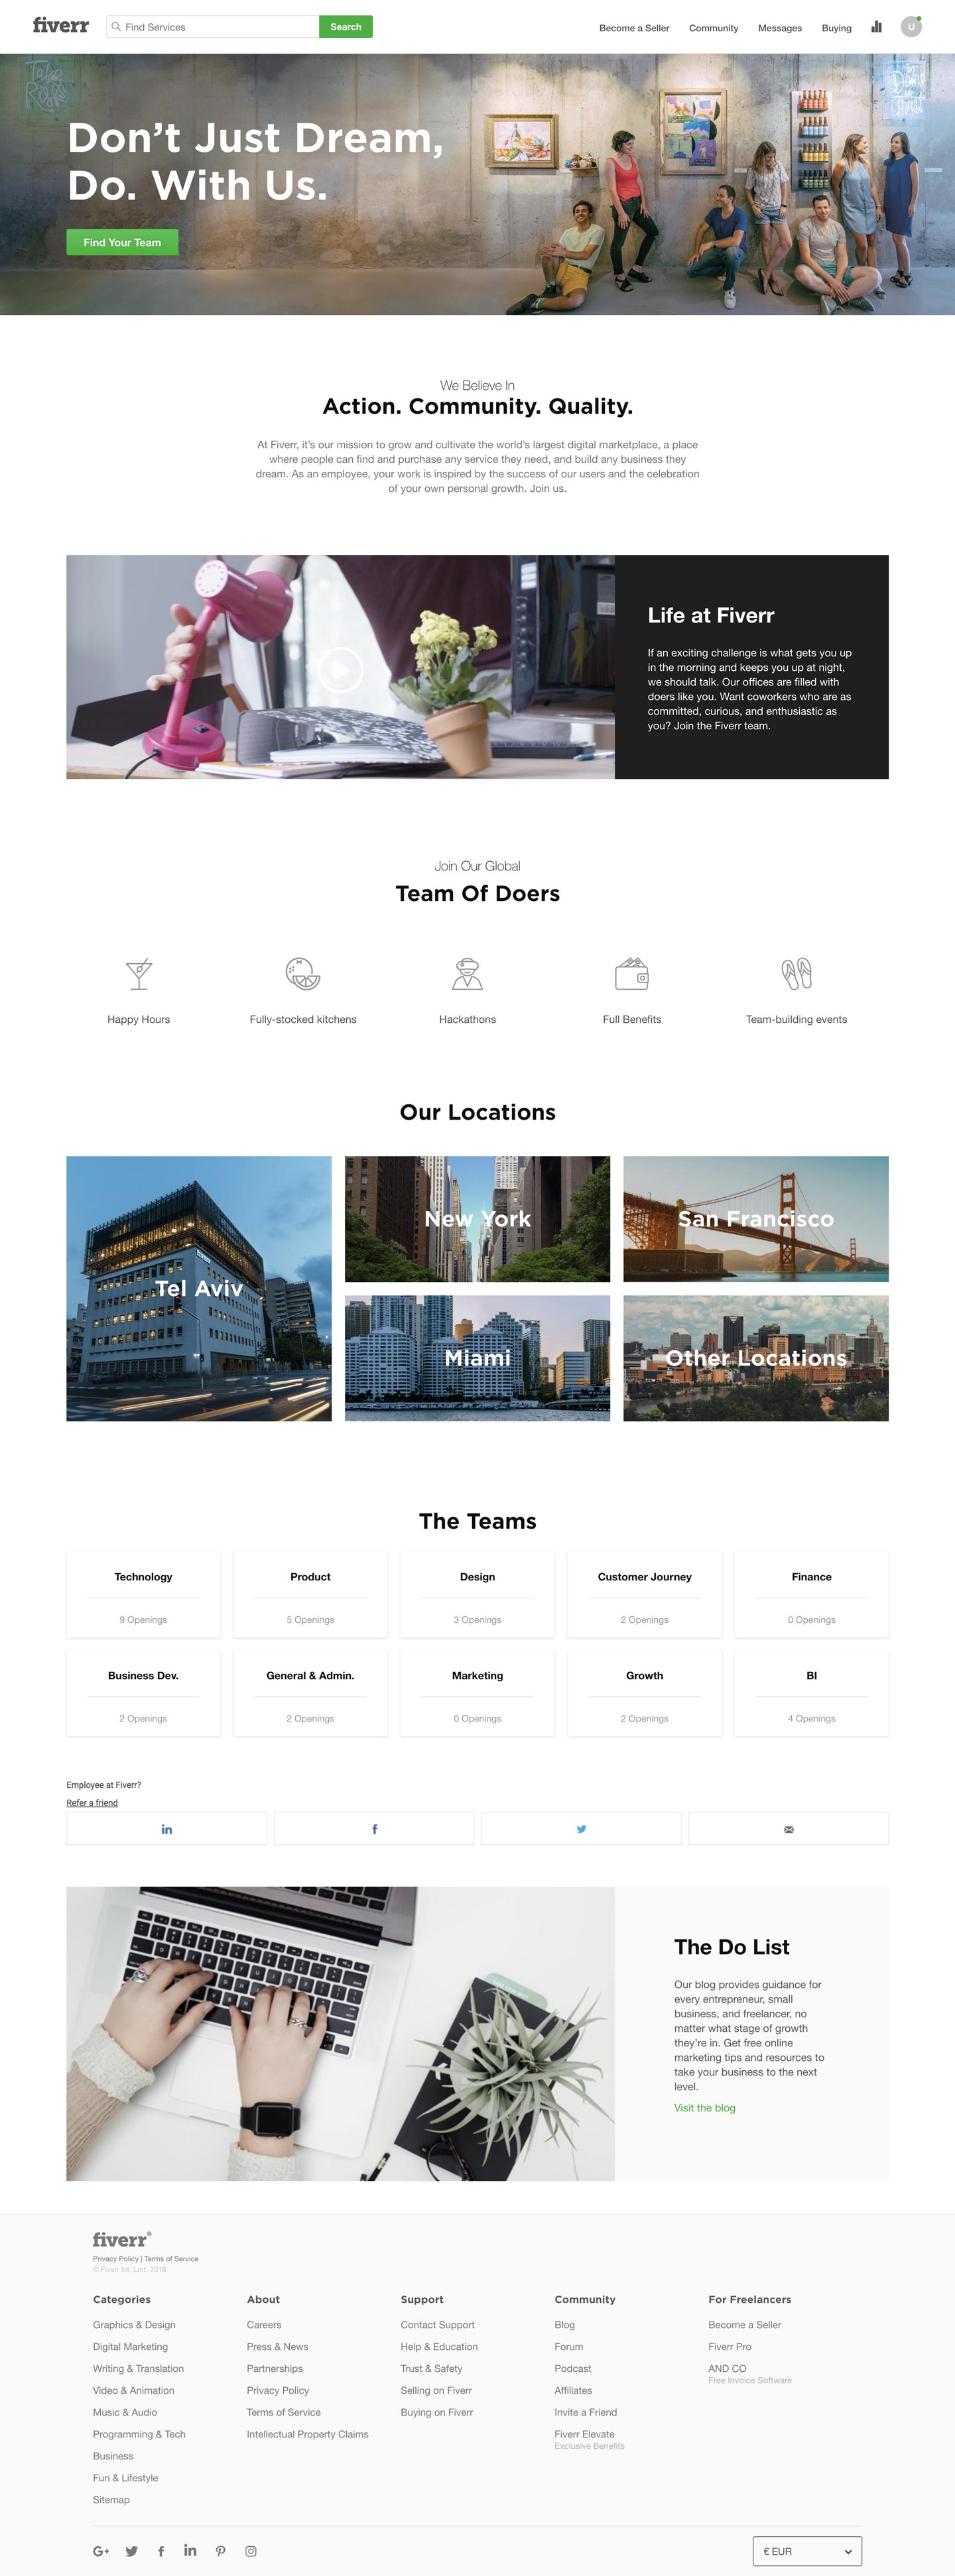 fiverr
Find Services
Search
Become a Seller
Community
Messages
Buying
U
Don't Just Dream,
Do. With Us.
Find Your Team
We Believe In
Action. Community. Quality.
At Fiverr, it's our mission to grow and cultivate the world's largest digital marketplace, a place
where people can find and purchase any service they need, and build any business they
dream. As an employee, your work is inspired by the success of our users and the celebration
of your own personal growth. Join us.
Life at Fiverr
If an exciting challenge is what gets you up
in the morning and keeps you up at night,
we should talk. Our offices are filled with
doers like you. Want coworkers who are as
committed, curious, and enthusiastic as
you? Join the Fiverr team.
Join Our Global
Team Of Doers
Happy Hours
Fully-stocked kitchens
Hackathons
Full Benefits
Team-building events
Our Locations
fiverr
Tel Aviv
New York
San Francisco
Miami
Other Locations
The Teams
Technology
9 Openings
Product
5 Openings
Design
3 Openings
Customer Journey
2 Openings
Finance
0 Openings
Business Dev.
2 Openings
General & Admin.
2 Openings
Marketing
0 Openings
Growth
2 Openings
BI
4 Openings
Employee at Fiverr?
Refer a friend
The Do List
Our blog provides guidance for
every entrepreneur, small
business, and freelancer, no
matter what stage of growth
they're in. Get free online
marketing tips and resources to
take your business to the next
level.
Visit the blog
fiverr®
Privacy Policy | Terms of Service
© Fiverr Int. Lmt. 2018
Categories
Graphics & Design
Digital Marketing
Writing & Translation
Video & Animation
Music & Audio
Programming & Tech
Business
Fun & Lifestyle
Sitemap
About
Careers
Press & News
Partnerships
Privacy Policy
Terms of Service
Intellectual Property Claims
Support
Contact Support
Help & Education
Trust & Safety
Selling on Fiverr
Buying on Fiverr
Community
Blog
Forum
Podcast
Affiliates
Invite a Friend
Fiverr Elevate
Exclusive Benefits
For Freelancers
Become a Seller
Fiverr Pro
AND CO
Free Invoice Software
€ EUR